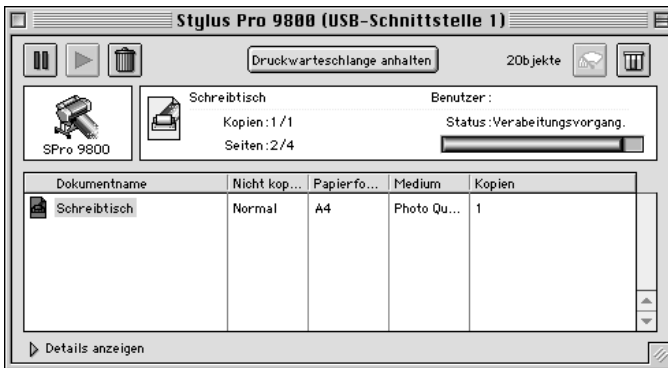 Stylus Pro 9800 (USB-Schnittstelle 1)
Druckwarteschlange anhalten
2Objekte
SPro 9800
Schreibtisch
Benutzer:
Kopien:1/1
Status:Verabeitungsvorgang.
Seiten:2/4
Dokumentname
Nicht kop...
Papierfo...
Medium
Kopien
Schreibtisch
Normal
A4
Photo Qu...
1
Details anzeigen